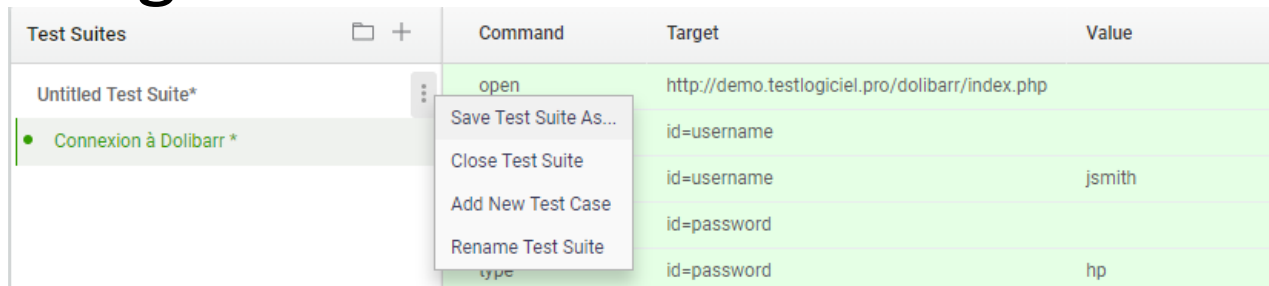 Test Suites Command Target Value
Untitled Test Suite*
Connexion à Dolibarr *
open http://demo.testlogiciel.pro/dolibarr/index.php
id=username
id=username jsmith
id=password
type id=password hp
Save Test Suite As...
Close Test Suite
Add New Test Case
Rename Test Suite